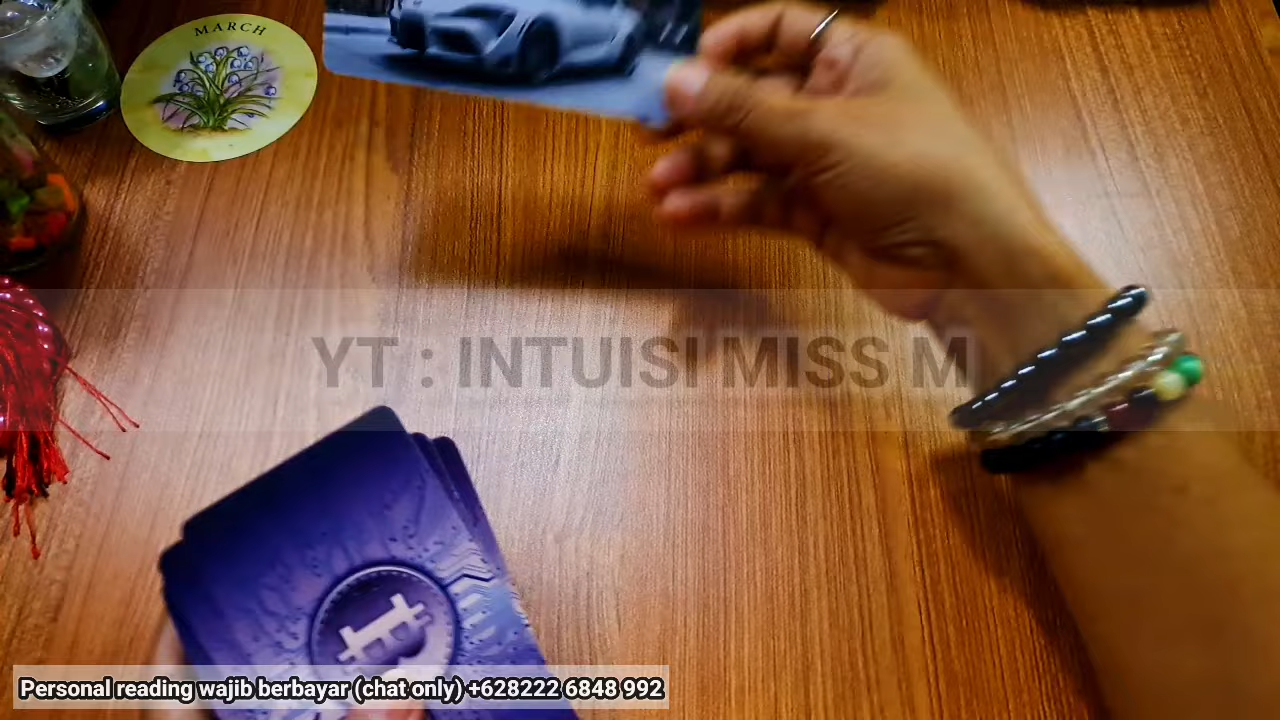 MARCH
YT : INTUISI MISS M
Personal reading wajib berbayar (chat only) +628222 6848 992